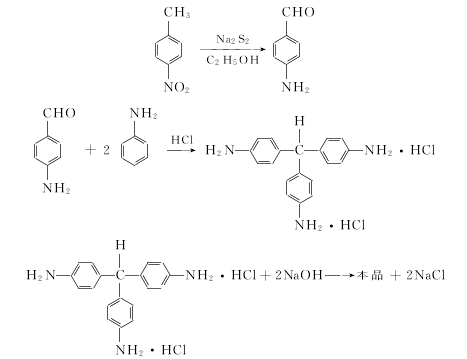 CH₃ CHO
Na₂S₂
C₂H₅OH
NO₂ NH₂
CHO NH₂ H
+ 2 HCl H₂N C NH₂ · HCl
NH₂
NH₂ · HCl
H
H₂N C NH₂ · HCl + 2NaOH → 本品 + 2NaCl
NH₂ · HCl